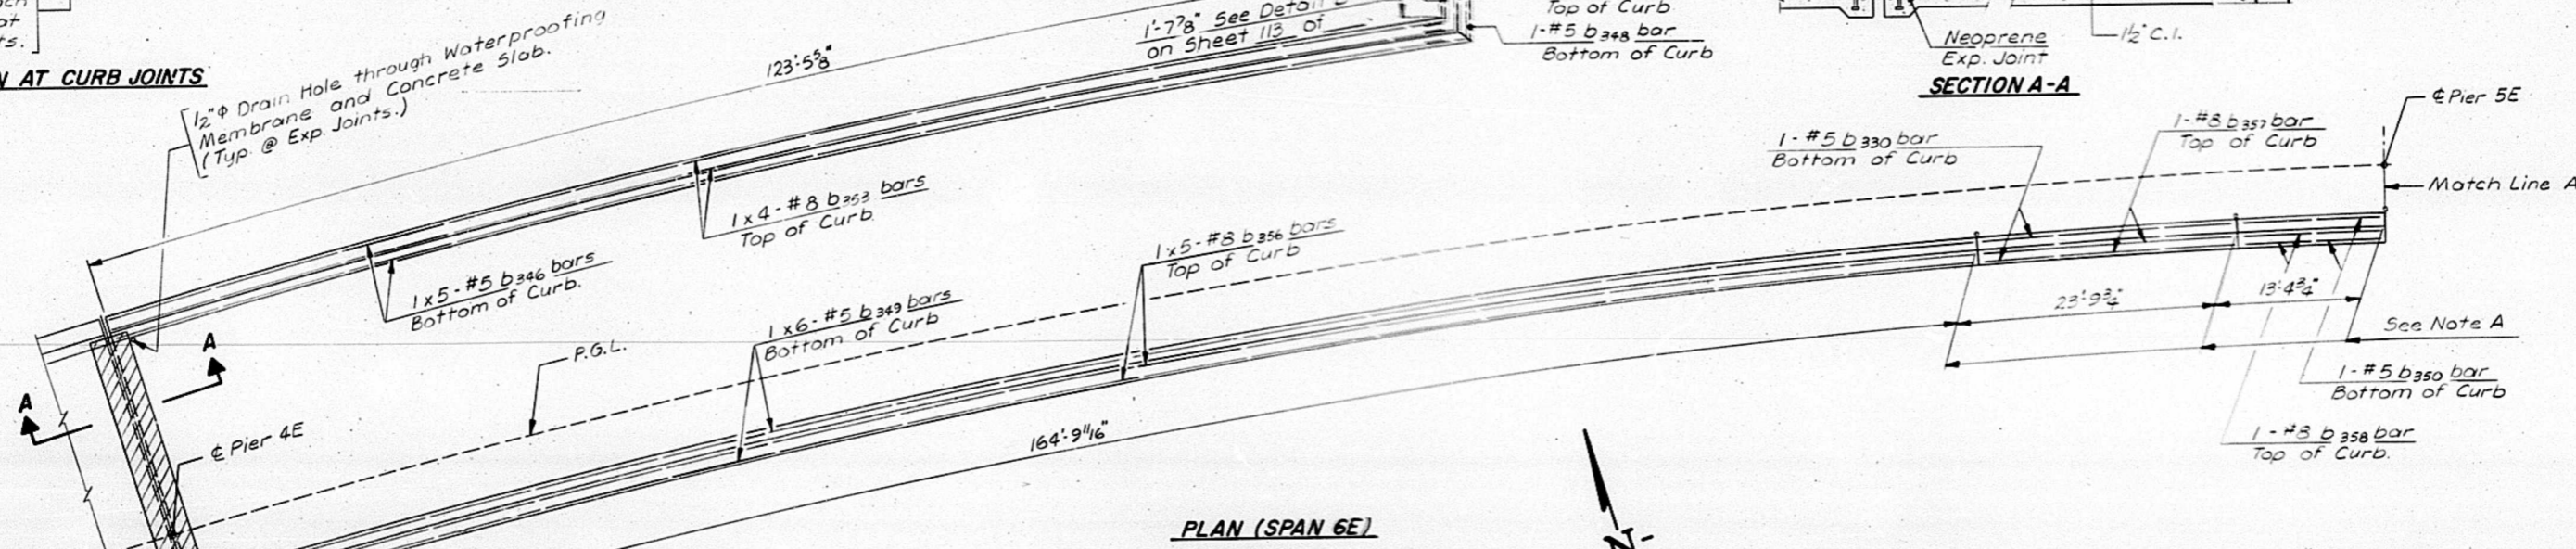 ts.
N AT CURB JOINTS
1/2"Φ Drain Hole through Waterproofing
Membrane and Concrete Slab.
(Typ. @ Exp. Joints.)
123'-5 5/8"
1'-7 7/8" See Detail
on Sheet 113 of
Top of Curb
1-#5 b348 bar
Bottom of Curb
Neoprene
Exp. Joint
1 1/2" C.I.
SECTION A-A
℄ Pier 5E
1-#5 b330 bar
Bottom of Curb
1-#8 b357 bar
Top of Curb
Match Line A
1x4-#8 b353 bars
Top of Curb
1x5-#8 b356 bars
Top of Curb
1x5-#5 b346 bars
Bottom of Curb.
1x6-#5 b349 bars
Bottom of Curb
23'-9 3/4"
13'-4 3/4"
See Note A
P.G.L.
A
A
1-#5 b350 bar
Bottom of Curb
℄ Pier 4E
164'-9 11/16"
1-#8 b358 bar
Top of Curb.
PLAN (SPAN 6E)
N-